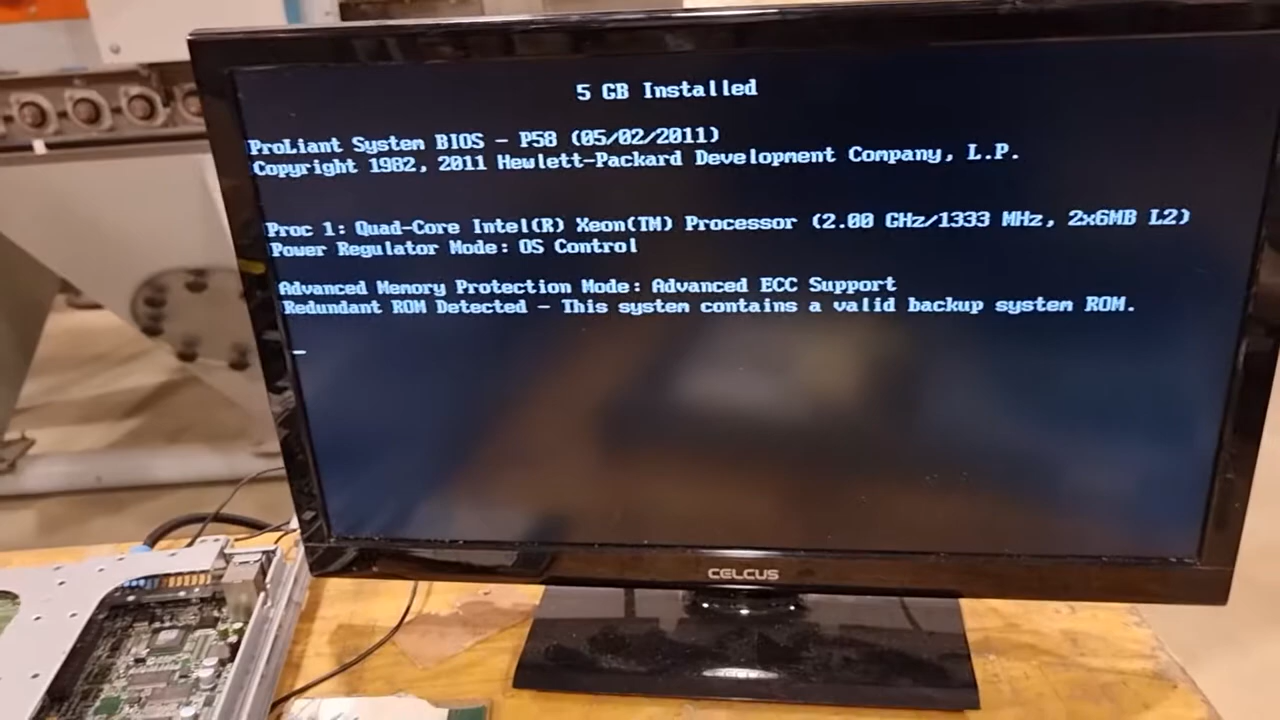 5 GB Installed
ProLiant System BIOS - P58 (05/02/2011)
Copyright 1982, 2011 Hewlett-Packard Development Company, L.P.
Proc 1: Quad-Core Intel(R) Xeon(TM) Processor (2.00 GHz/1333 MHz, 2x6MB L2)
Power Regulator Mode: OS Control
Advanced Memory Protection Mode: Advanced ECC Support
Redundant ROM Detected - This system contains a valid backup system ROM.
CELCUS